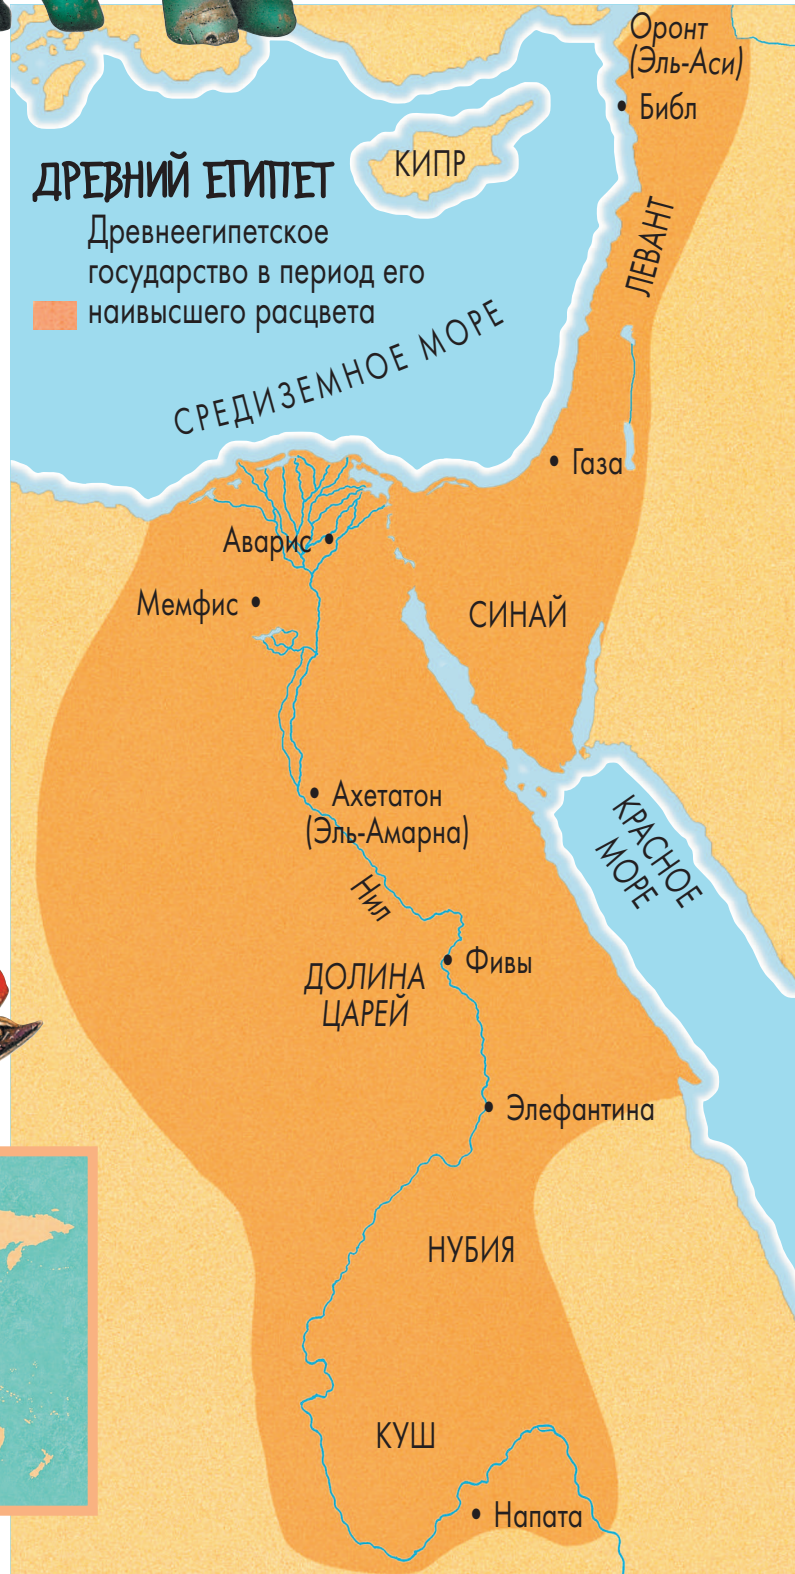 Оронт
(Эль-Аси)
Библ
КИПР
ДРЕВНИЙ ЕГИПЕТ
Древнеегипетское
государство в период его
наивысшего расцвета
ЛЕВАНТ
СРЕДИЗЕМНОЕ МОРЕ
Газа
Аварис
Мемфис
СИНАЙ
Ахетатон
(Эль-Амарна)
КРАСНОЕ
МОРЕ
Нил
Фивы
ДОЛИНА
ЦАРЕЙ
Элефантина
НУБИЯ
КУШ
Напата